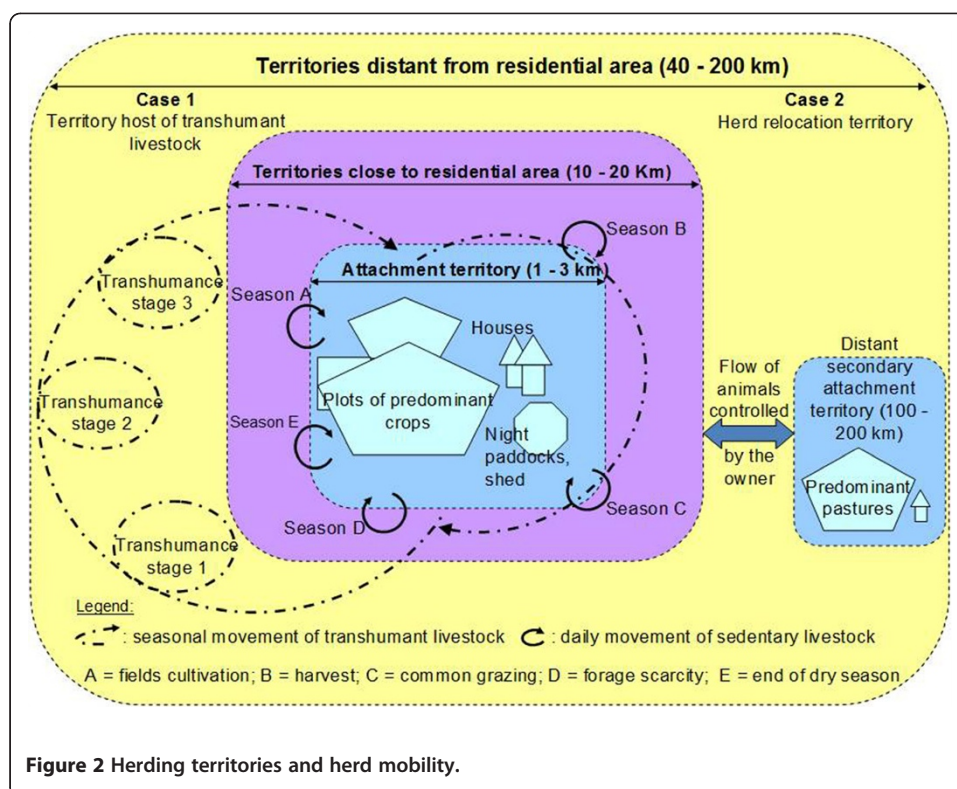 Territories distant from residential area (40 - 200 km)
Case 1
Territory host of transhumant
livestock
Case 2
Herd relocation territory
Territories close to residential area (10 - 20 Km)
Season B
Attachment territory (1 - 3 km)
Season A
Transhumance
stage 3
Houses
Distant
secondary
attachment
territory (100 -
200 km)
Flow of
animals
controlled
by the
owner
Transhumance
stage 2
Season E
Plots of predominant
crops
Night
paddocks,
shed
Predominant
pastures
Season D
Season C
Transhumance
stage 1
Legend:
: seasonal movement of transhumant livestock
: daily movement of sedentary livestock
A = fields cultivation; B = harvest; C = common grazing; D = forage scarcity; E = end of dry season
Figure 2 Herding territories and herd mobility.